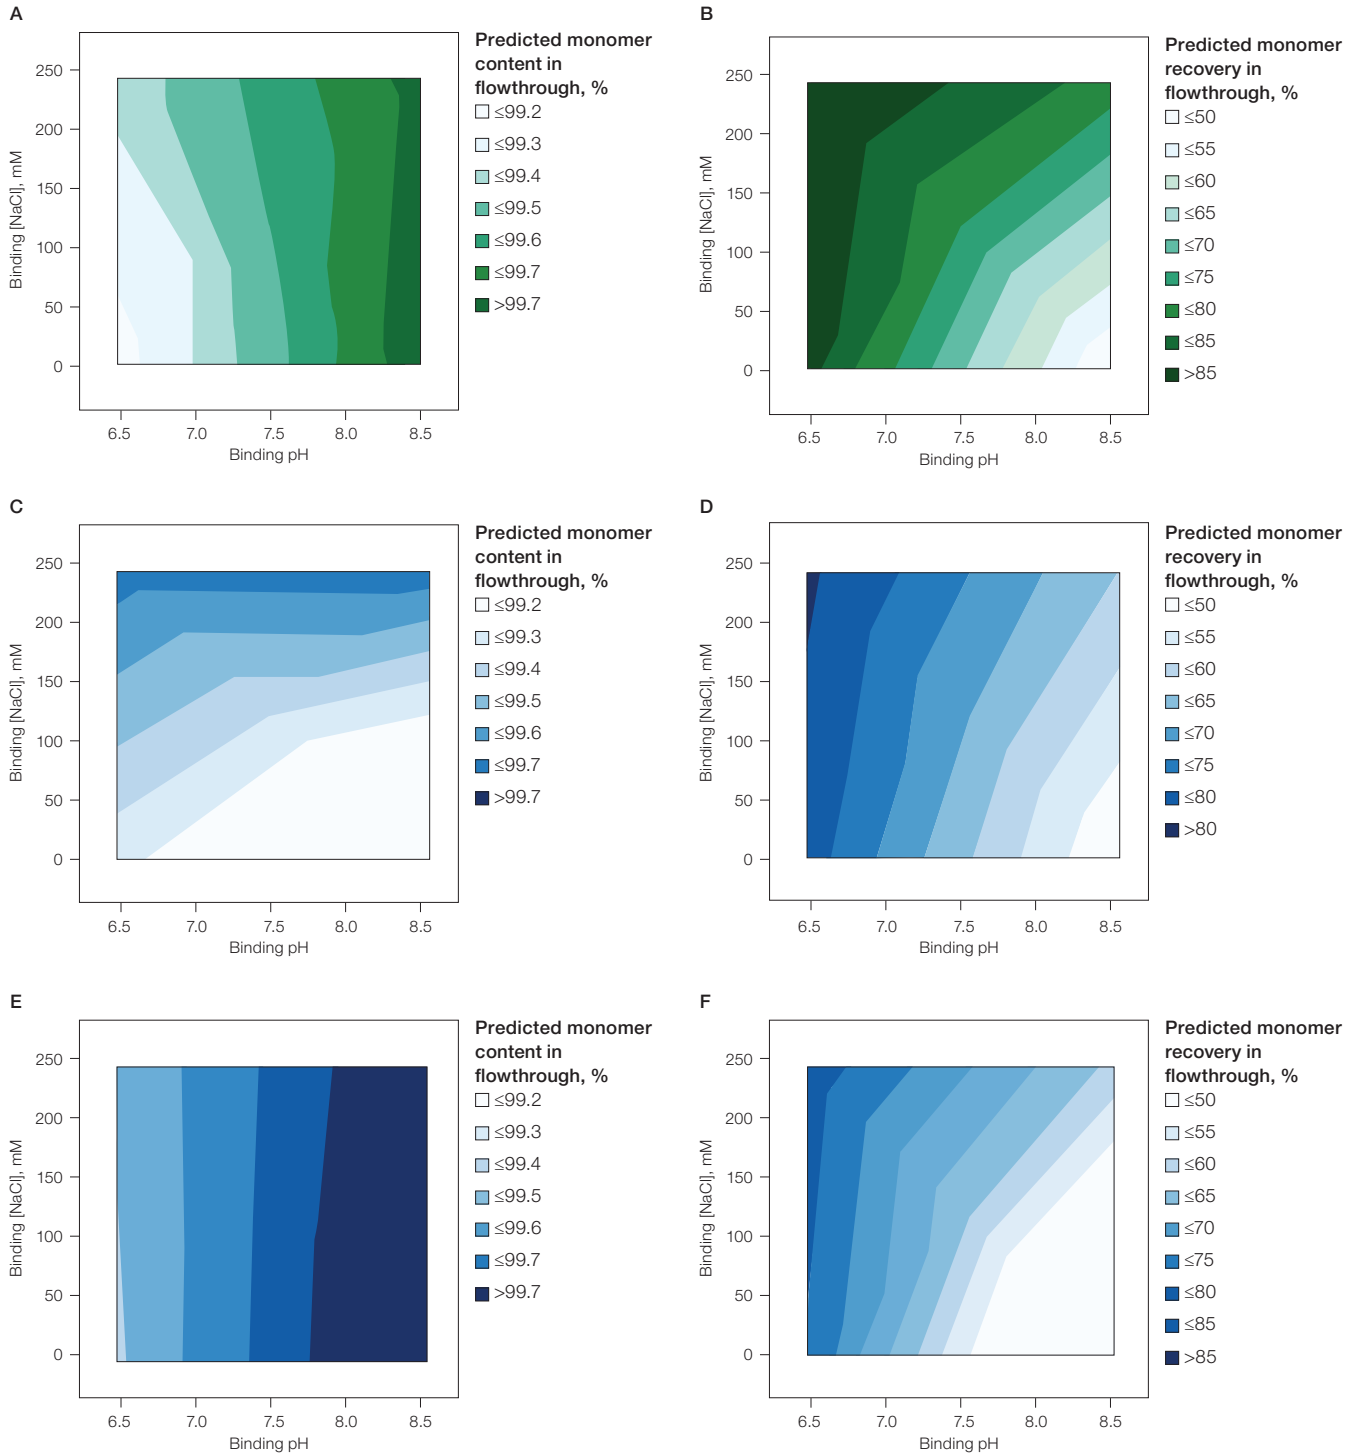 A
Predicted monomer
content in
flowthrough, %
≤99.2
≤99.3
≤99.4
≤99.5
≤99.6
≤99.7
>99.7
Binding [NaCl], mM
250
200
150
100
50
0
6.5 7.0 7.5 8.0 8.5
Binding pH
B
Predicted monomer
recovery in
flowthrough, %
≤50
≤55
≤60
≤65
≤70
≤75
≤80
≤85
>85
Binding [NaCl], mM
250
200
150
100
50
0
6.5 7.0 7.5 8.0 8.5
Binding pH
C
Predicted monomer
content in
flowthrough, %
≤99.2
≤99.3
≤99.4
≤99.5
≤99.6
≤99.7
>99.7
Binding [NaCl], mM
250
200
150
100
50
0
6.5 7.0 7.5 8.0 8.5
Binding pH
D
Predicted monomer
recovery in
flowthrough, %
≤50
≤55
≤60
≤65
≤70
≤75
≤80
>80
Binding [NaCl], mM
250
200
150
100
50
0
6.5 7.0 7.5 8.0 8.5
Binding pH
E
Predicted monomer
content in
flowthrough, %
≤99.2
≤99.3
≤99.4
≤99.5
≤99.6
≤99.7
>99.7
Binding [NaCl], mM
250
200
150
100
50
0
6.5 7.0 7.5 8.0 8.5
Binding pH
F
Predicted monomer
recovery in
flowthrough, %
≤50
≤55
≤60
≤65
≤70
≤75
≤80
≤85
>85
Binding [NaCl], mM
250
200
150
100
50
0
6.5 7.0 7.5 8.0 8.5
Binding pH